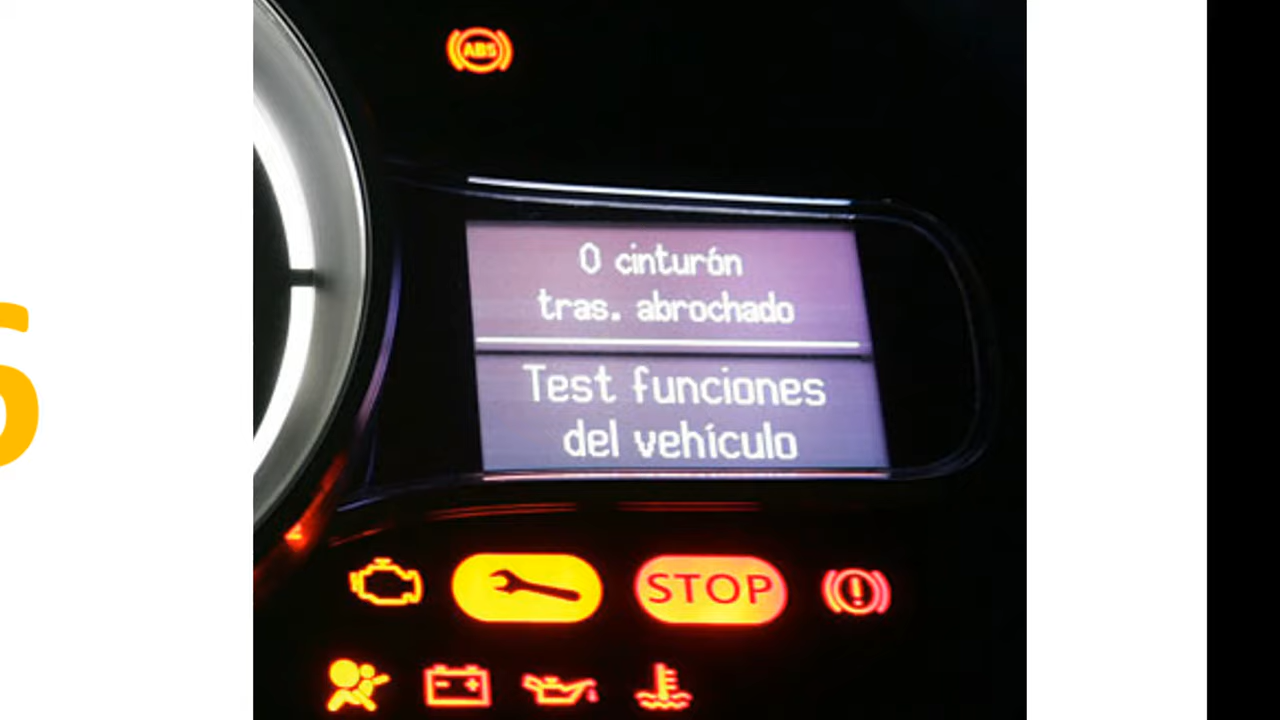 ABS
0 cinturón
tras. abrochado
Test funciones
del vehículo
STOP